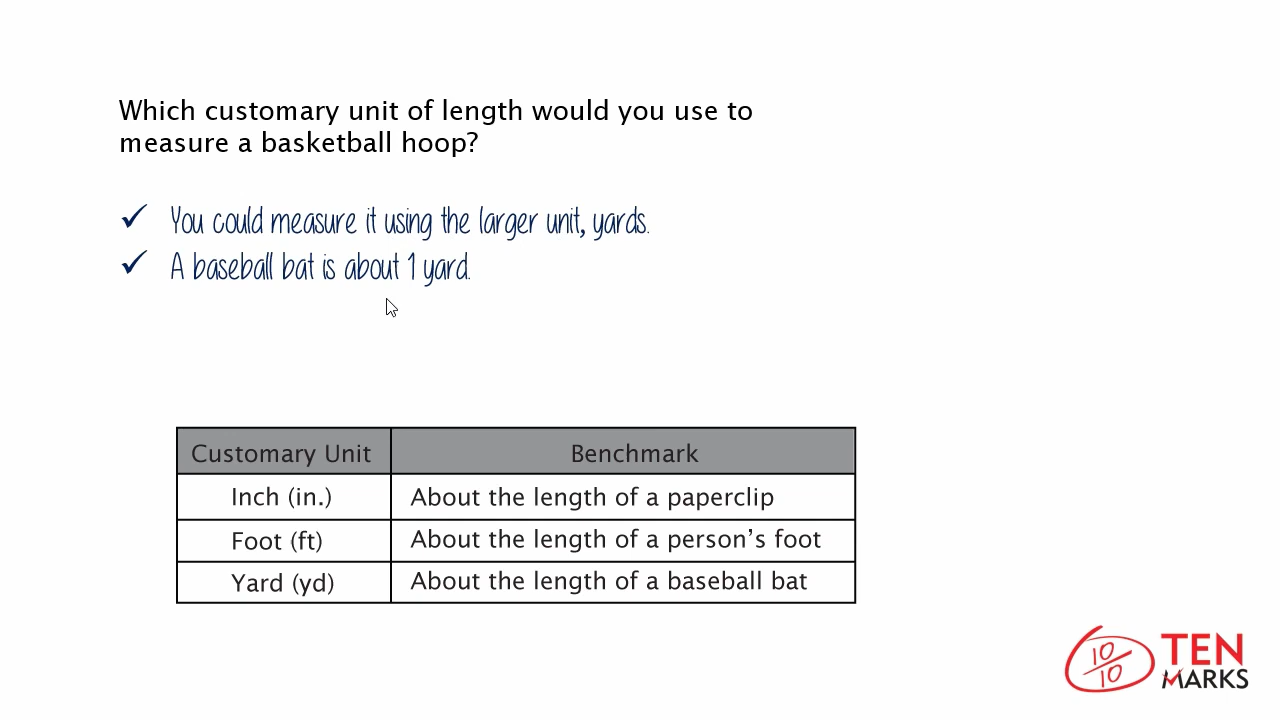 Which customary unit of length would you use to
measure a basketball hoop?
✓ You could measure it using the larger unit, yards.
✓ A baseball bat is about 1 yard.
Customary Unit Benchmark
Inch (in.) About the length of a paperclip
Foot (ft) About the length of a person’s foot
Yard (yd) About the length of a baseball bat
10/10 TEN
MARKS